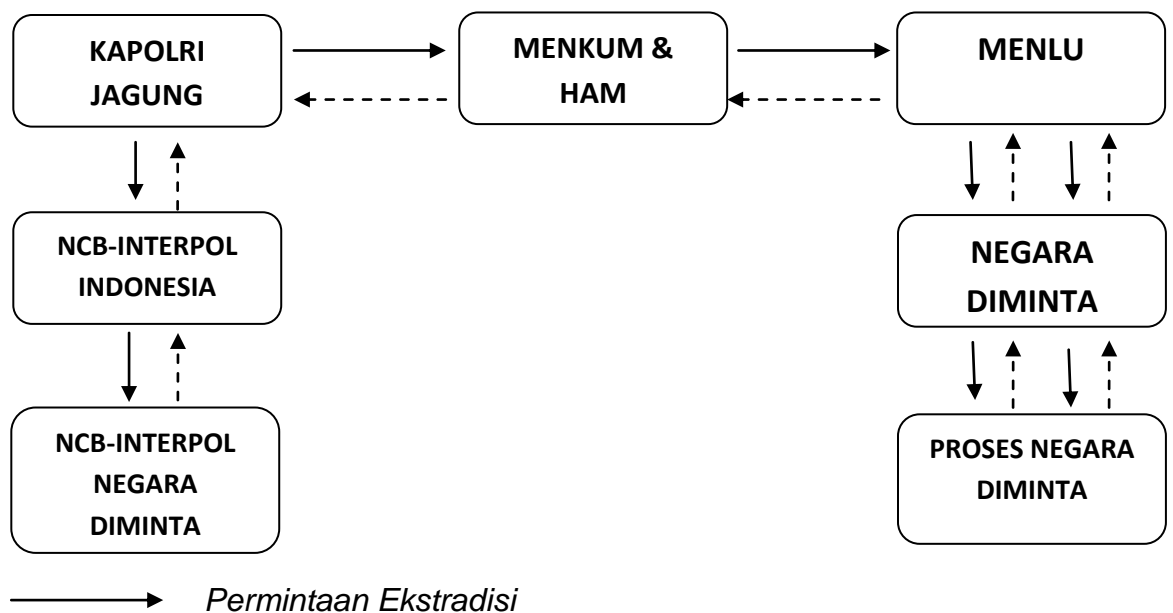 KAPOLRI
JAGUNG
MENKUM &
HAM
MENLU
NCB-INTERPOL
INDONESIA
NEGARA
DIMINTA
NCB-INTERPOL
NEGARA
DIMINTA
PROSES NEGARA
DIMINTA
Permintaan Ekstradisi